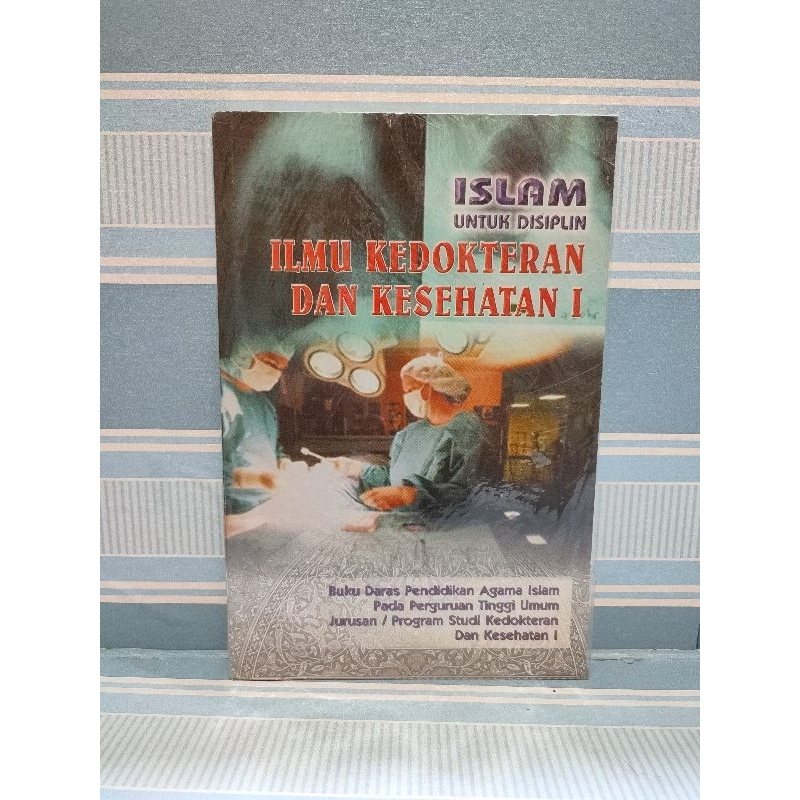 ISLAM
UNTUK DISIPLIN
ILMU KEDOKTERAN
DAN KESEHATAN I
Buku Daras Pendidikan Agama Islam
Pada Perguruan Tinggi Umum
Jurusan / Program Studi Kedokteran
Dan Kesehatan I